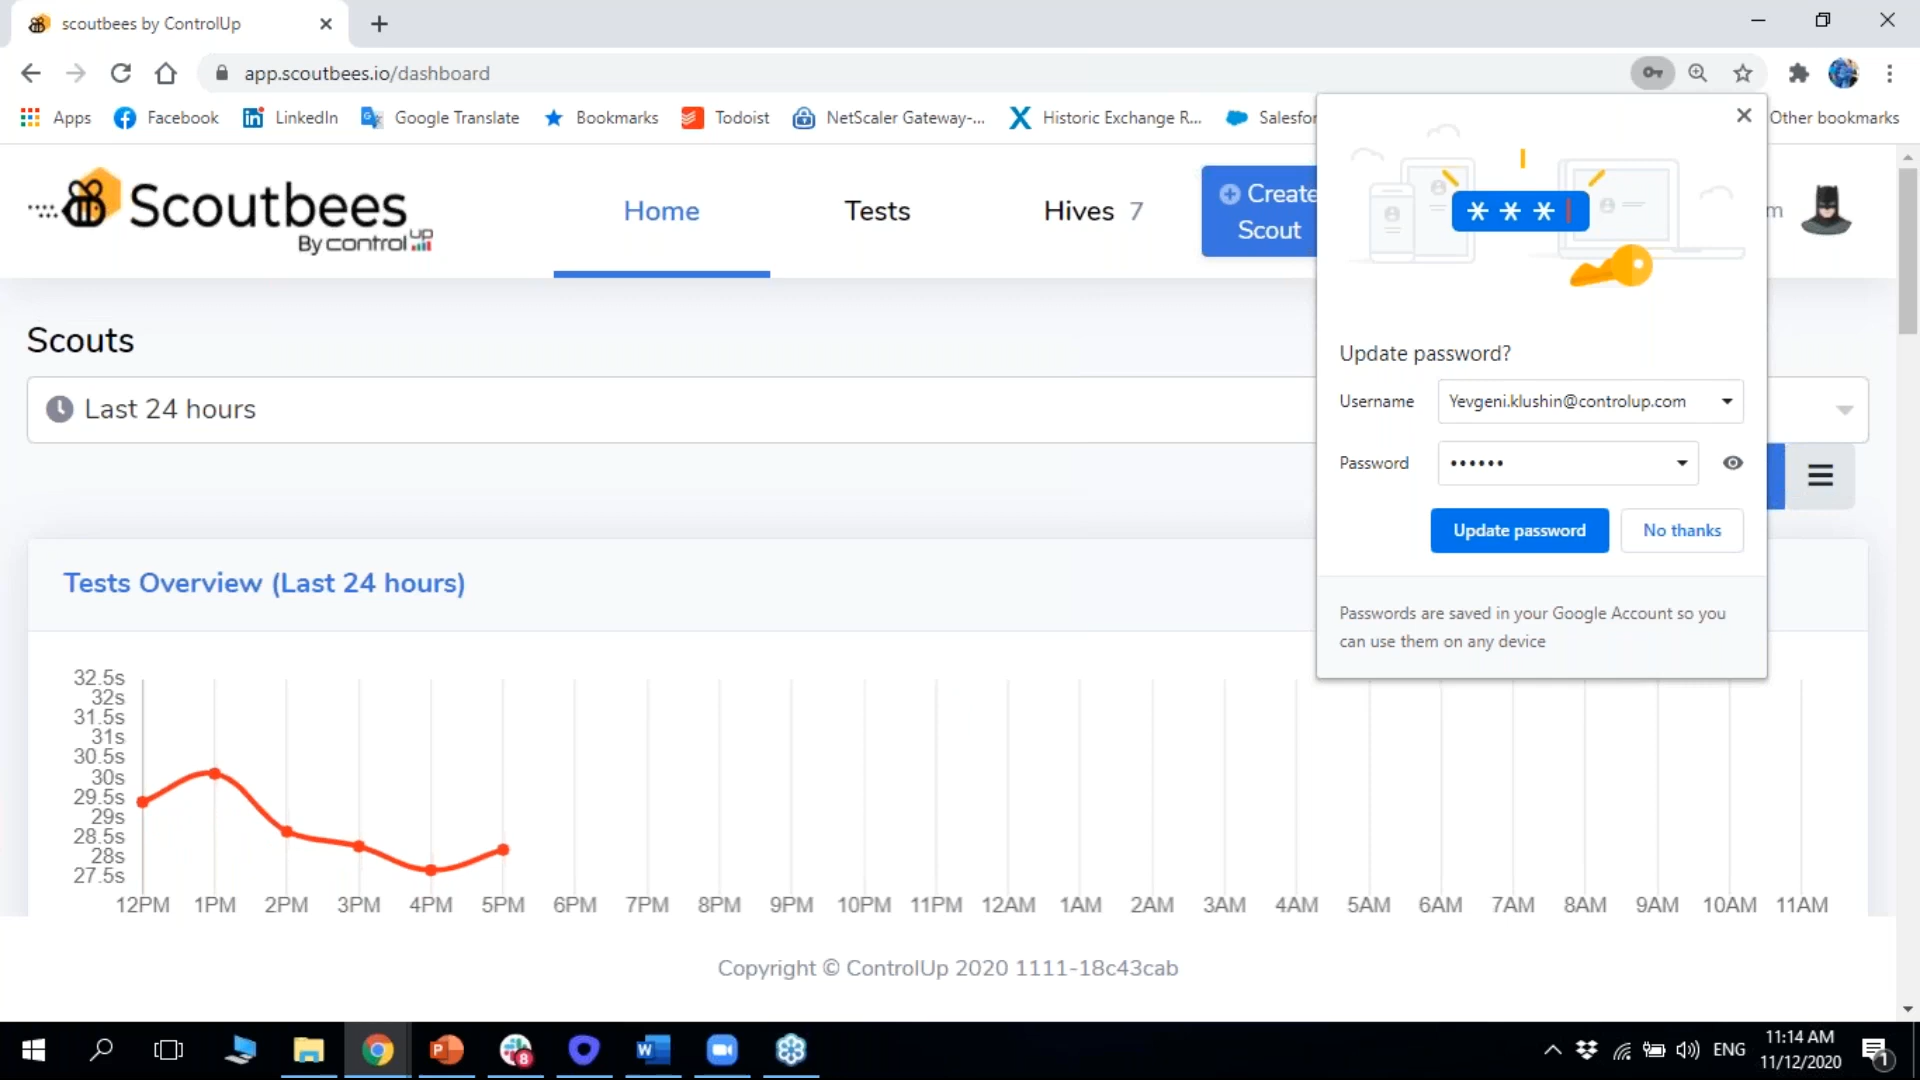 scoutbees by ControlUp
app.scoutbees.io/dashboard
Apps Facebook LinkedIn Google Translate Bookmarks Todoist NetScaler Gateway-... Historic Exchange R... Salesfor Other bookmarks
Scoutbees
By control up
Home Tests Hives 7
Create
Scout
m
* * *
Scouts
Last 24 hours
Update password?
Username Yevgeni.klushin@controlup.com
Password ••••••
Update password No thanks
Passwords are saved in your Google Account so you
can use them on any device
Tests Overview (Last 24 hours)
32.5s
32s
31.5s
31s
30.5s
30s
29.5s
29s
28.5s
28s
27.5s
12PM 1PM 2PM 3PM 4PM 5PM 6PM 7PM 8PM 9PM 10PM 11PM 12AM 1AM 2AM 3AM 4AM 5AM 6AM 7AM 8AM 9AM 10AM 11AM
Copyright © ControlUp 2020 1111-18c43cab
P 8 W ENG
11:14 AM
11/12/2020
1